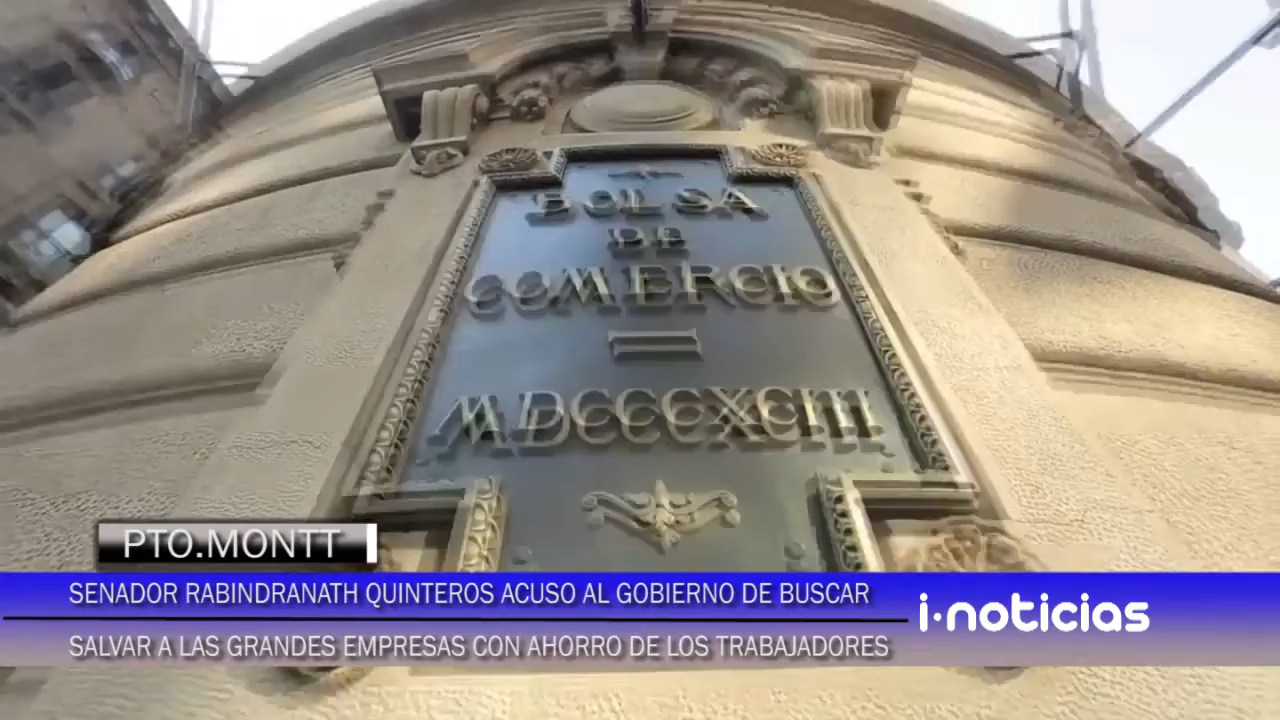 BOLSA
DE
COMERCIO
MDCCCXCIII
PTO.MONTT
SENADOR RABINDRANATH QUINTEROS ACUSO AL GOBIERNO DE BUSCAR
SALVAR A LAS GRANDES EMPRESAS CON AHORRO DE LOS TRABAJADORES
i·noticias